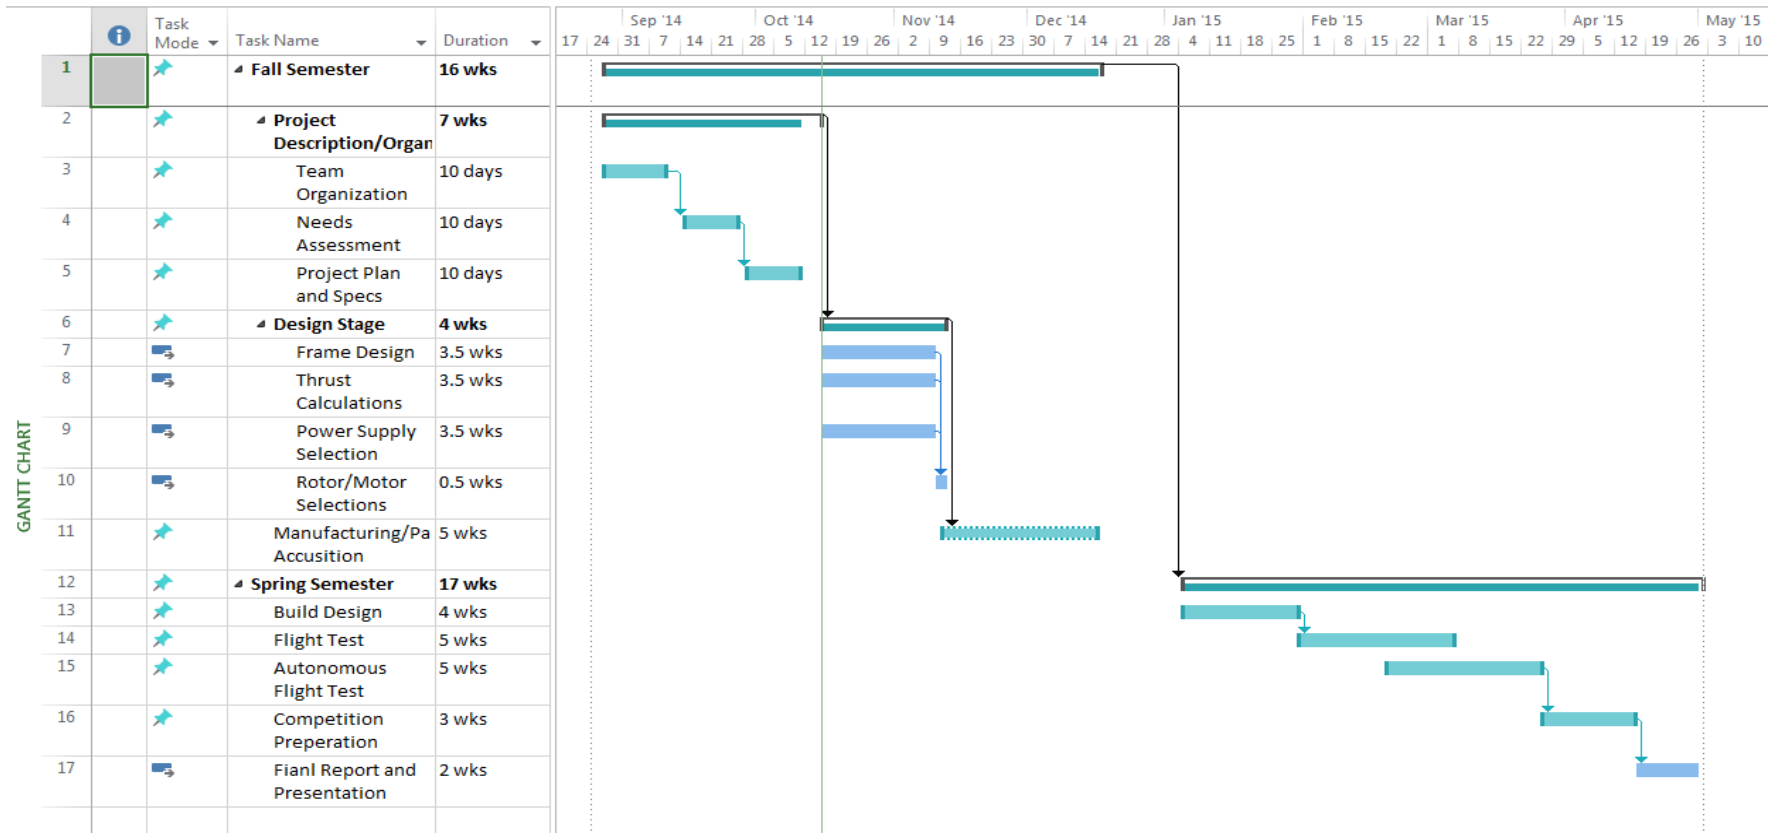 Sep '14 Oct '14 Nov '14 Dec '14 Jan '15 Feb '15 Mar '15 Apr '15 May '15
Task
Mode Task Name Duration
17 24 31 7 14 21 28 5 12 19 26 2 9 16 23 30 7 14 21 28 4 11 18 25 1 8 15 22 1 8 15 22 29 5 12 19 26 3 10
1 Fall Semester 16 wks
2 Project 7 wks
Description/Organ
3 Team 10 days
Organization
4 Needs 10 days
Assessment
5 Project Plan 10 days
and Specs
6 Design Stage 4 wks
7 Frame Design 3.5 wks
8 Thrust 3.5 wks
Calculations
9 Power Supply 3.5 wks
Selection
10 Rotor/Motor 0.5 wks
Selections
11 Manufacturing/Pa 5 wks
Accusition
12 Spring Semester 17 wks
13 Build Design 4 wks
14 Flight Test 5 wks
15 Autonomous 5 wks
Flight Test
16 Competition 3 wks
Preperation
17 Fianl Report and 2 wks
Presentation
GANTT CHART